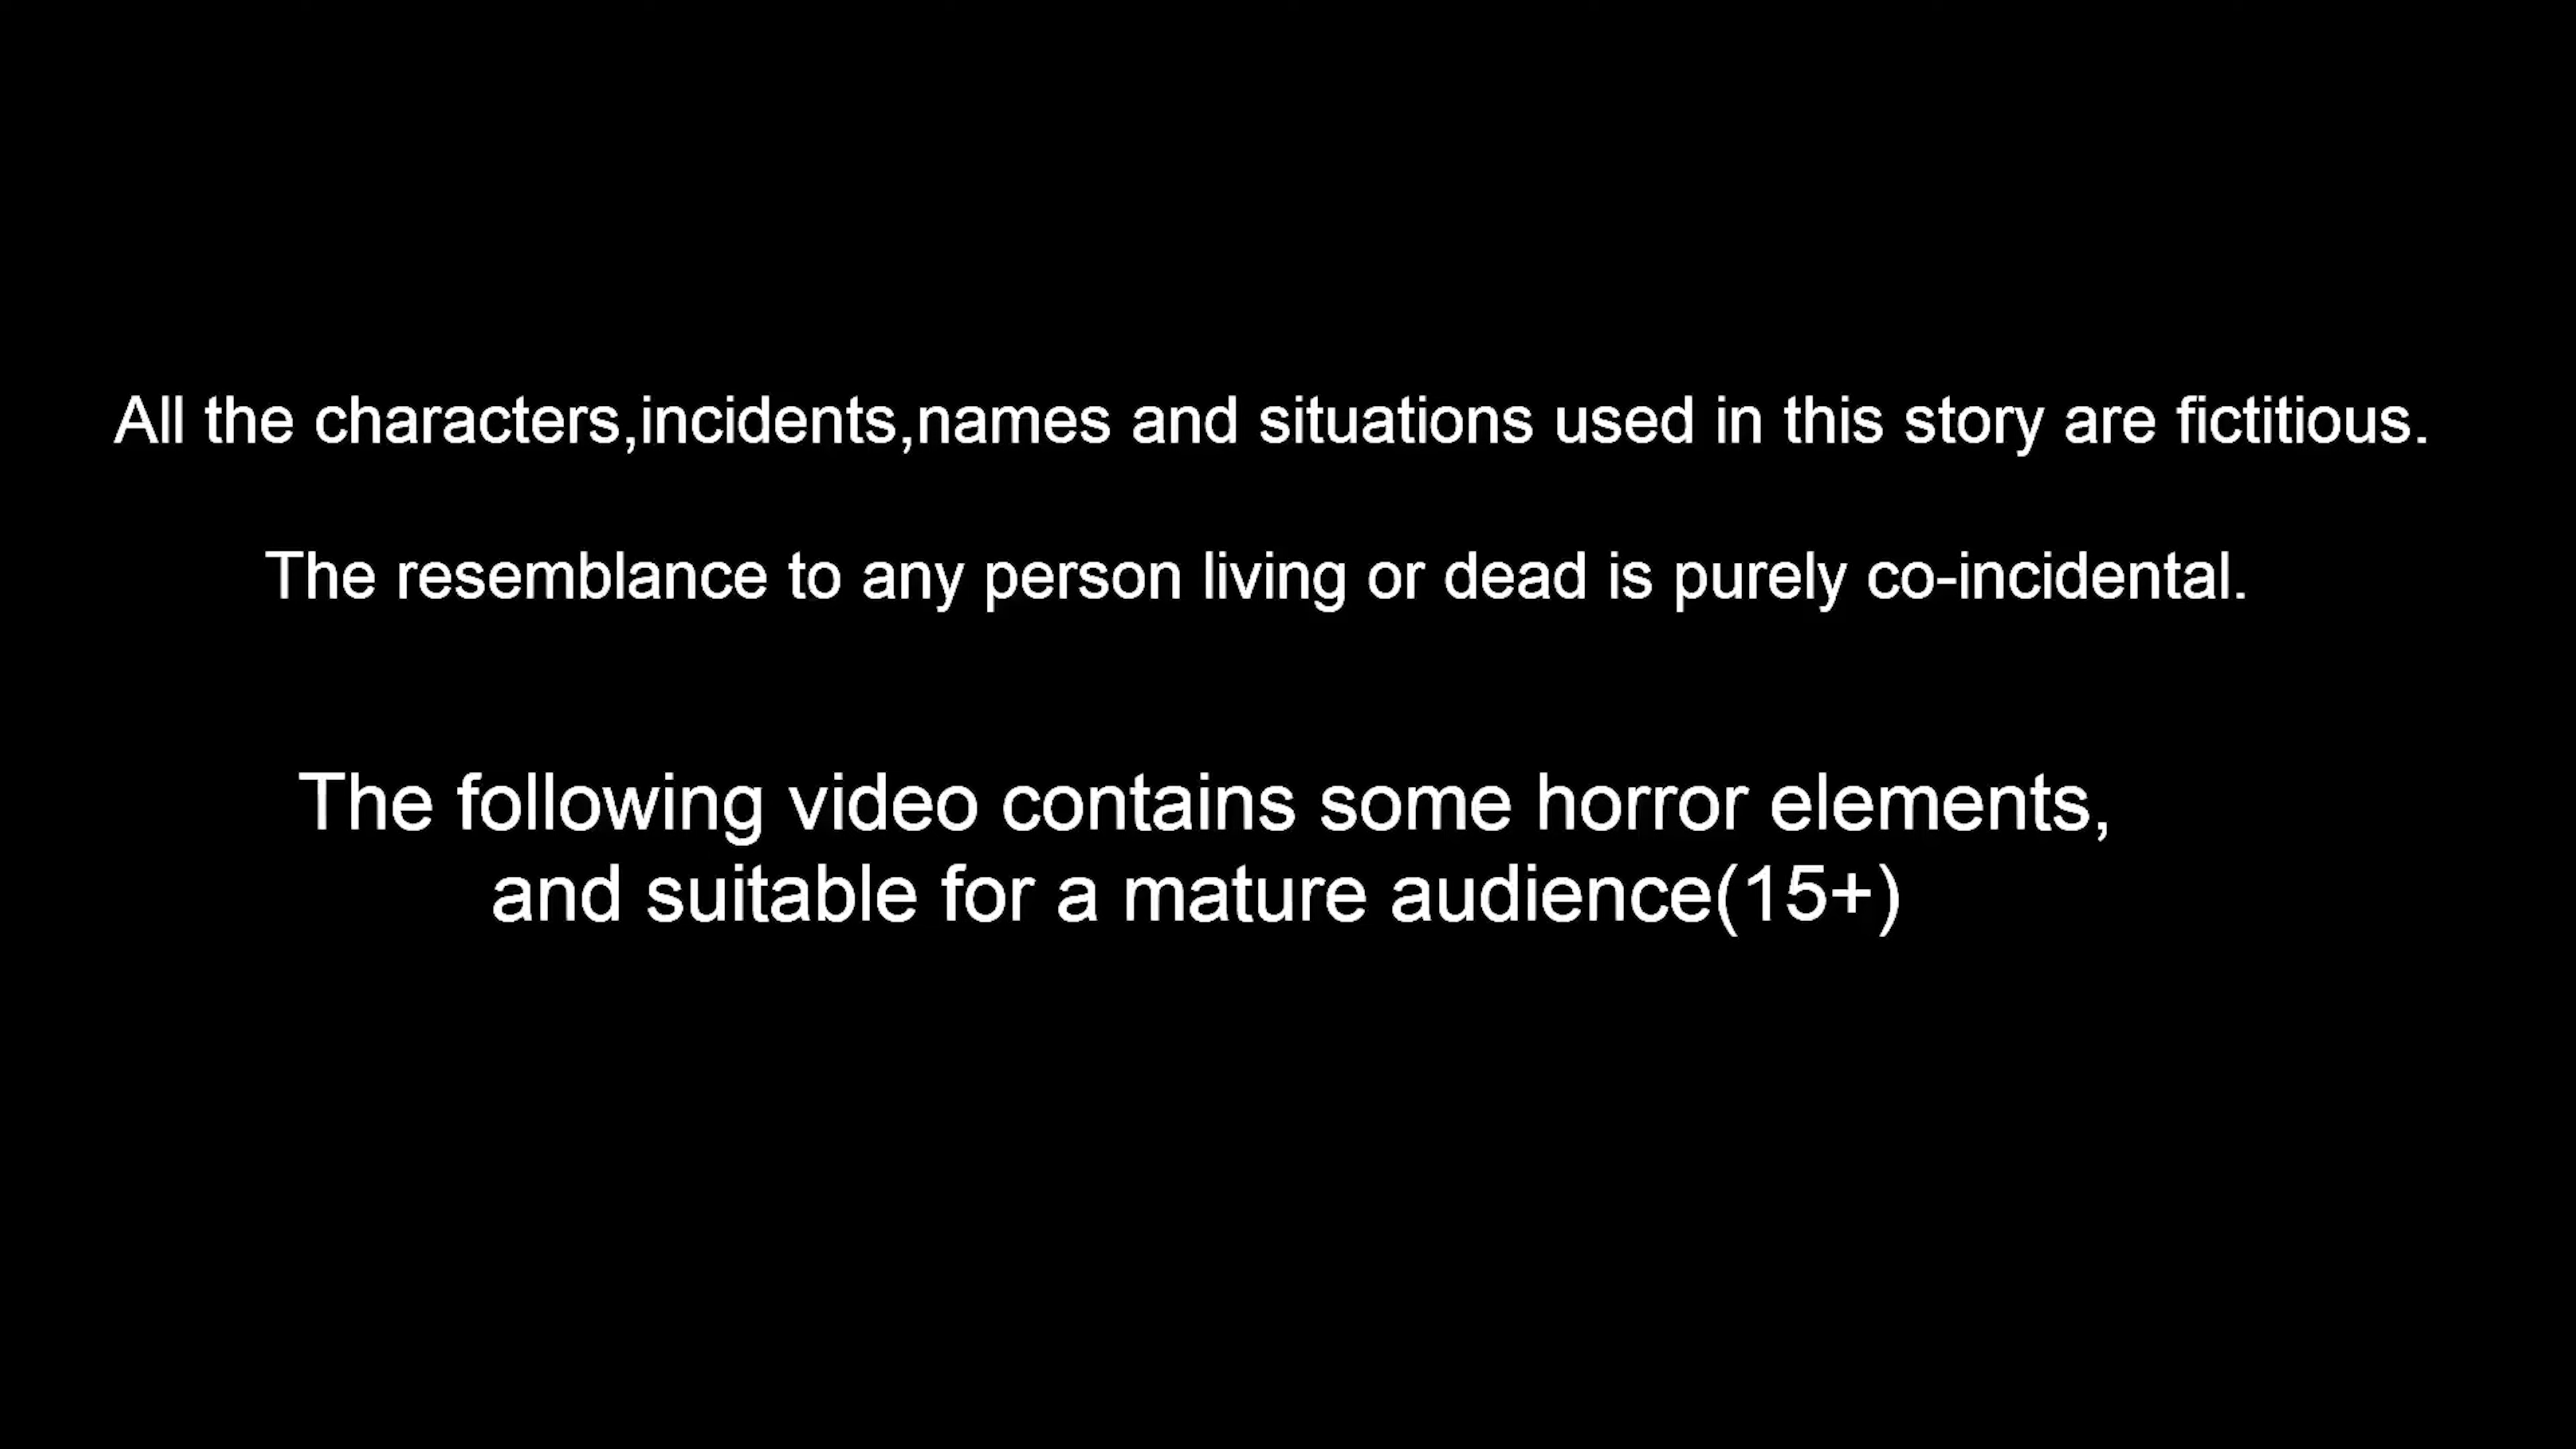 All the characters,incidents,names and situations used in this story are fictitious.
The resemblance to any person living or dead is purely co-incidental.
The following video contains some horror elements,
and suitable for a mature audience(15+)